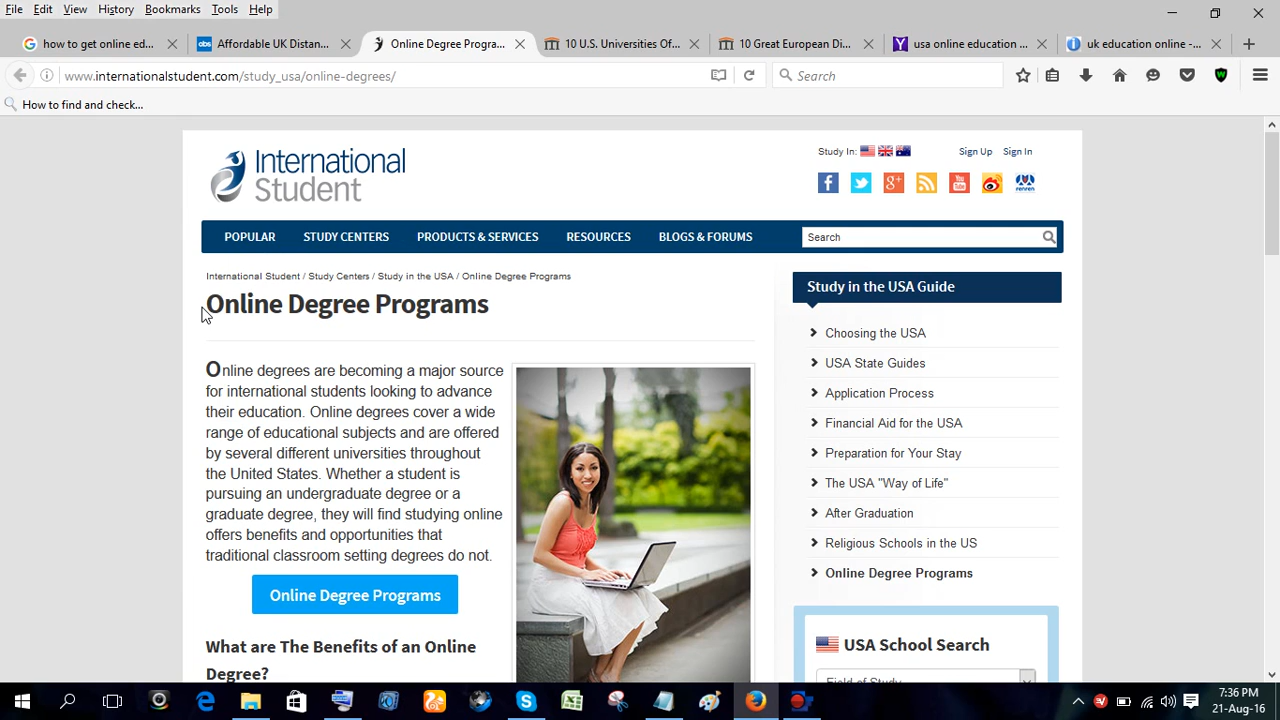 File Edit View History Bookmarks Tools Help
how to get online ed... Affordable UK Distan... Online Degree Progra... 10 U.S. Universities Of... 10 Great European Di... usa online education ... uk education online -...
www.internationalstudent.com/study_usa/online-degrees/ Search
How to find and check...
International
Student
Study In: Sign Up Sign In
POPULAR STUDY CENTERS PRODUCTS & SERVICES RESOURCES BLOGS & FORUMS Search
International Student / Study Centers / Study in the USA / Online Degree Programs
Online Degree Programs
Online degrees are becoming a major source
for international students looking to advance
their education. Online degrees cover a wide
range of educational subjects and are offered
by several different universities throughout
the United States. Whether a student is
pursuing an undergraduate degree or a
graduate degree, they will find studying online
offers benefits and opportunities that
traditional classroom setting degrees do not.
Online Degree Programs
What are The Benefits of an Online
Degree?
Study in the USA Guide
Choosing the USA
USA State Guides
Application Process
Financial Aid for the USA
Preparation for Your Stay
The USA "Way of Life"
After Graduation
Religious Schools in the US
Online Degree Programs
USA School Search
Field of Study
7:36 PM
21-Aug-16